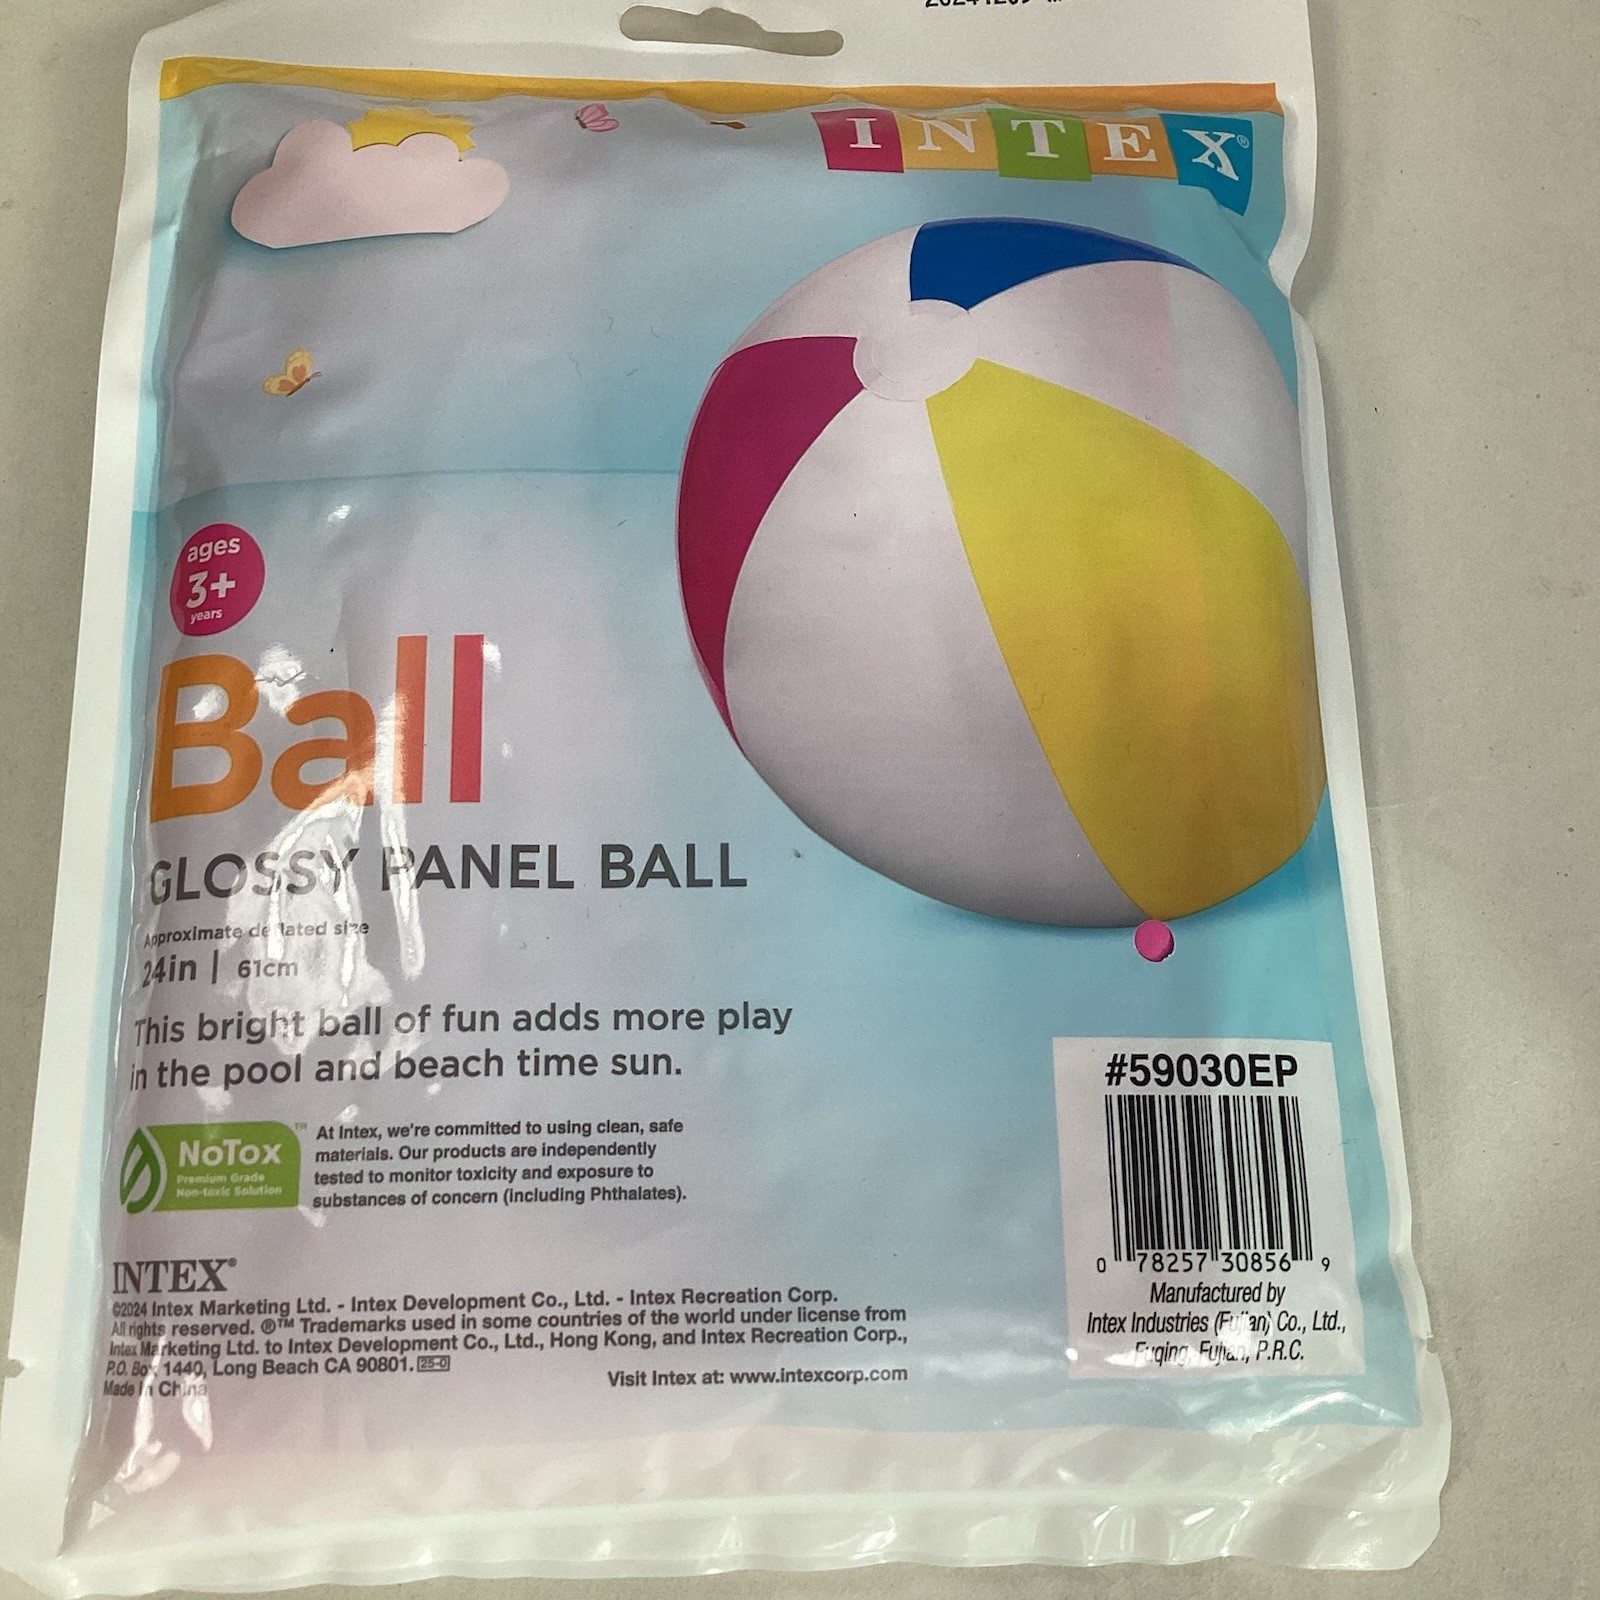 INTEX®
ages
3+
years
Ball
GLOSSY PANEL BALL
Approximate deflated size
24in | 61cm
This bright ball of fun adds more play
in the pool and beach time sun.
NoTox™
Premium Grade
Non-toxic Solution
At Intex, we're committed to using clean, safe
materials. Our products are independently
tested to monitor toxicity and exposure to
substances of concern (including Phthalates).
#59030EP
0 78257 30856 9
Manufactured by
Intex Industries (Fujian) Co., Ltd.,
Fuqing, Fujian, P.R.C.
INTEX®
©2024 Intex Marketing Ltd. - Intex Development Co., Ltd. - Intex Recreation Corp.
All rights reserved. ®™ Trademarks used in some countries of the world under license from
Intex Marketing Ltd. to Intex Development Co., Ltd., Hong Kong, and Intex Recreation Corp.,
P.O. Box 1440, Long Beach CA 90801. 25-0
Made in China
Visit Intex at: www.intexcorp.com